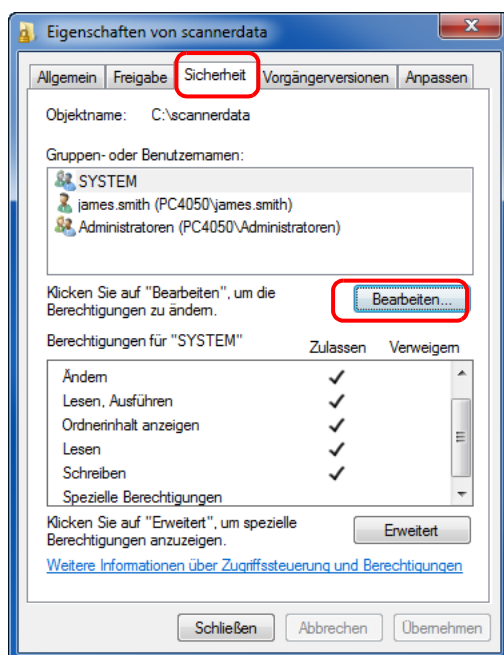 Eigenschaften von scannerdata
Allgemein Freigabe Sicherheit Vorgängerversionen Anpassen
Objektname: C:\scannerdata
Gruppen- oder Benutzernamen:
SYSTEM
james.smith (PC4050\james.smith)
Administratoren (PC4050\Administratoren)
Klicken Sie auf "Bearbeiten", um die
Berechtigungen zu ändern.
Bearbeiten...
Berechtigungen für "SYSTEM"
Zulassen Verweigern
Ändern
Lesen, Ausführen
Ordnerinhalt anzeigen
Lesen
Schreiben
Spezielle Berechtigungen
Klicken Sie auf "Erweitert", um spezielle
Berechtigungen anzuzeigen.
Erweitert
Weitere Informationen über Zugriffssteuerung und Berechtigungen
Schließen Abbrechen Übernehmen